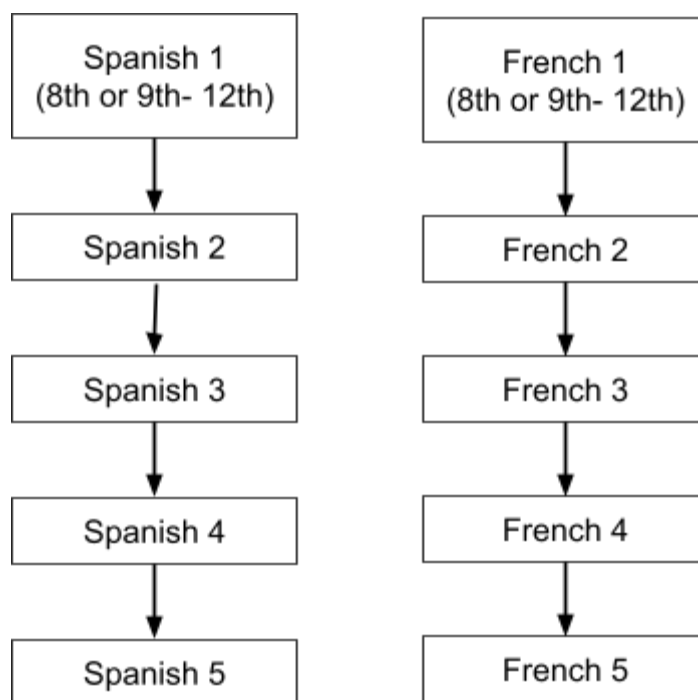 Spanish 1
(8th or 9th- 12th)
Spanish 2
Spanish 3
Spanish 4
Spanish 5
French 1
(8th or 9th- 12th)
French 2
French 3
French 4
French 5